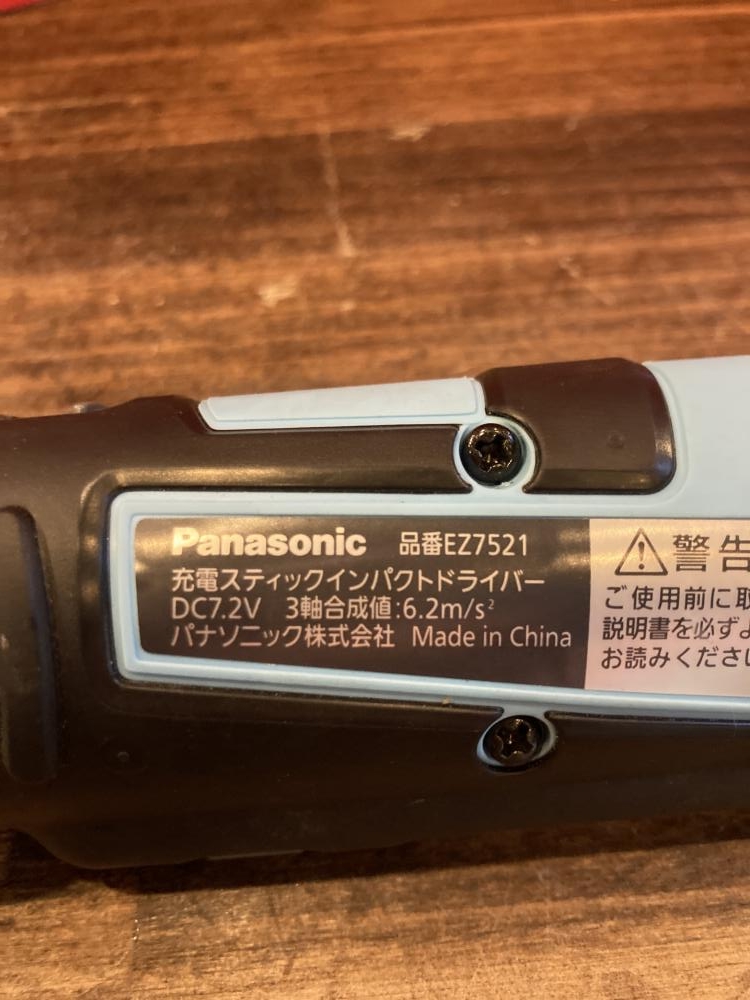 Panasonic 品番EZ7521
充電スティックインパクトドライバー
DC7.2V 3軸合成値:6.2m/s²
パナソニック株式会社 Made in China
⚠警告
ご使用前に取
説明書を必ずよ
お読みくださ